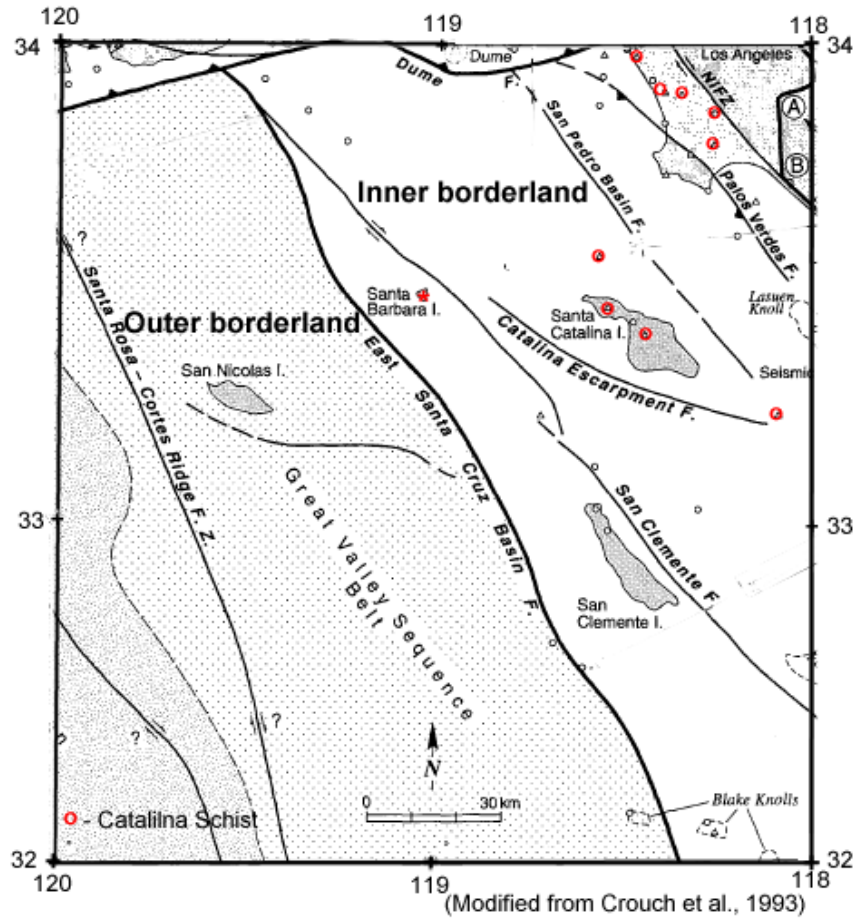 120
119
118
34
34
Dume
Los Angeles
Dume
F.
NIFZ
A
San Pedro Basin F.
B
Inner borderland
Palos Verdes F.
?
Santa
Barbara I.
Santa
Catalina I.
Lasuen
Knoll
Santa Rosa - Cortes Ridge F. Z.
Outer borderland
Catalina Escarpment F.
San Nicolas I.
East Santa Cruz Basin F.
Seismic
33
33
Great Valley Sequence
Belt
San Clemente F.
San
Clemente I.
?
?
?
N
0 30 km
Blake Knolls
O - Catalilna Schist
32
32
120
119
118
(Modified from Crouch et al., 1993)